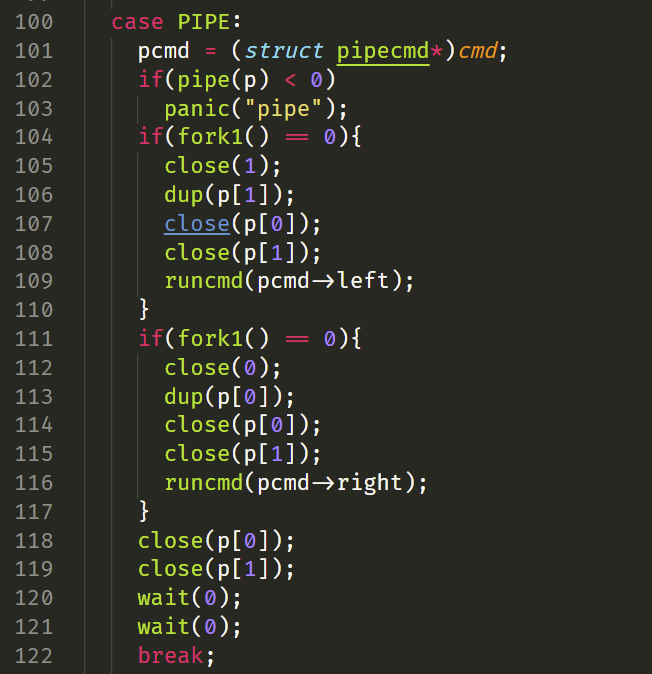 100 case PIPE:
101 pcmd = (struct pipecmd*)cmd;
102 if(pipe(p) < 0)
103 panic("pipe");
104 if(fork1() == 0){
105 close(1);
106 dup(p[1]);
107 close(p[0]);
108 close(p[1]);
109 runcmd(pcmd->left);
110 }
111 if(fork1() == 0){
112 close(0);
113 dup(p[0]);
114 close(p[0]);
115 close(p[1]);
116 runcmd(pcmd->right);
117 }
118 close(p[0]);
119 close(p[1]);
120 wait(0);
121 wait(0);
122 break;